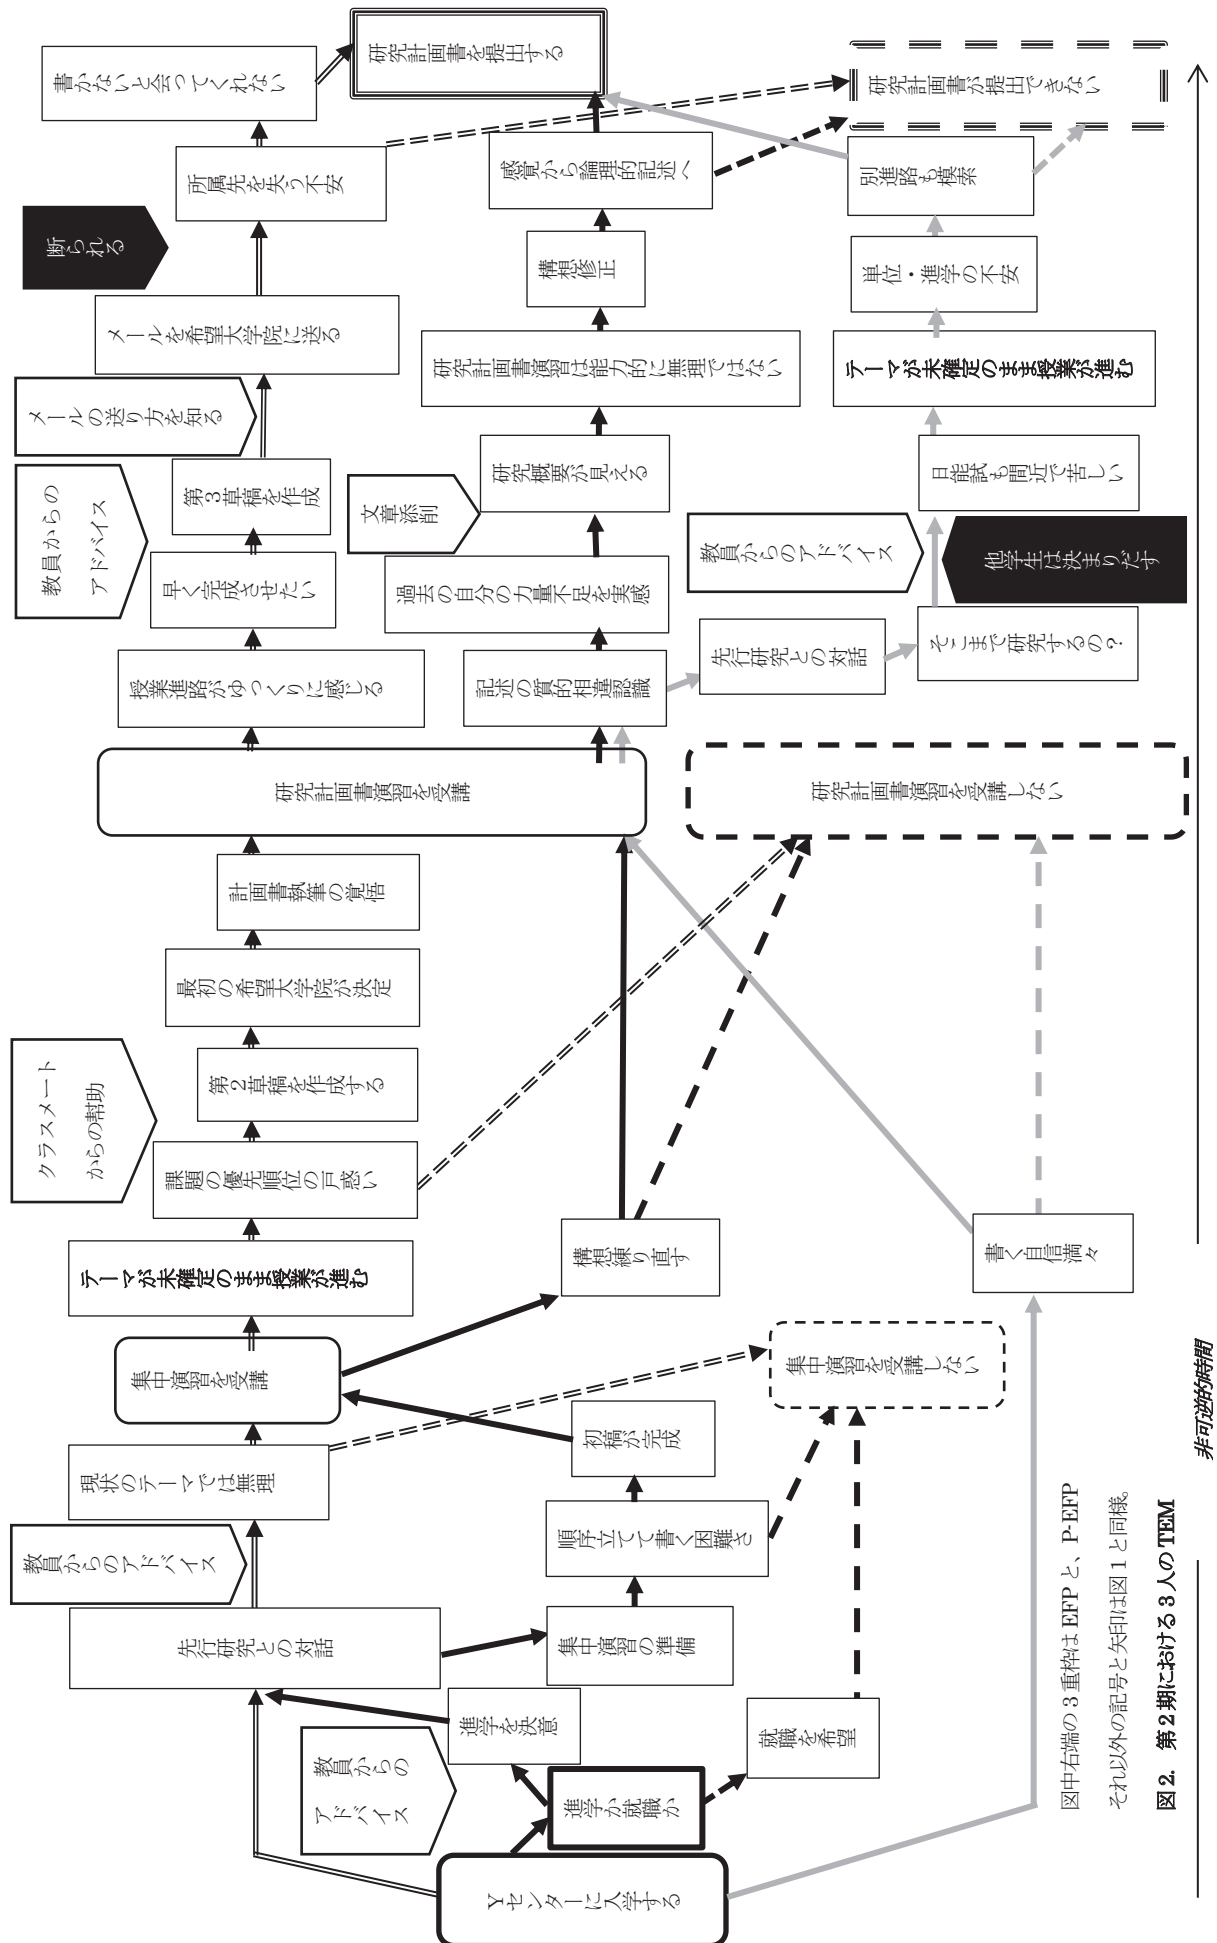 Yセンターに入学する
教員からの
アドバイス
進学か就職か
進学を決意
就職を希望
先行研究との対話
集中演習の準備
教員からのアドバイス
順序立てて書く困難さ
現状のテーマでは無理
初稿が完成
集中演習を受講
集中演習を受講しない
テーマが未確定のまま授業が進む
構想練り直す
書く自信満々
課題の優先順位の戸惑い
クラスメート
からの幇助
第2草稿を作成する
最初の希望大学院が決定
計画書執筆の覚悟
研究計画書演習を受講
研究計画書演習を受講しない
授業進路がゆっくりに感じる
記述の質的相違認識
先行研究との対話
そこまで研究するの?
早く完成させたい
過去の自分の力量不足を実感
教員からのアドバイス
他学生は決まりだす
教員からの
アドバイス
第3草稿を作成
文章添削
研究概要が見える
日能試も間近で苦しい
メールの送り方を知る
メールを希望大学院に送る
研究計画書演習は能力的に無理ではない
テーマが未確定のまま授業が進む
断られる
構想修正
単位・進学の不安
所属先を失う不安
感覚から論理的記述へ
別進路も模索
書かないと会ってくれない
研究計画書を提出する
研究計画書が提出できない
非可逆的時間
図中右端の3重枠はEFPと、P-EFP
それ以外の記号と矢印は図1と同様。
図2. 第2期における3人のTEM